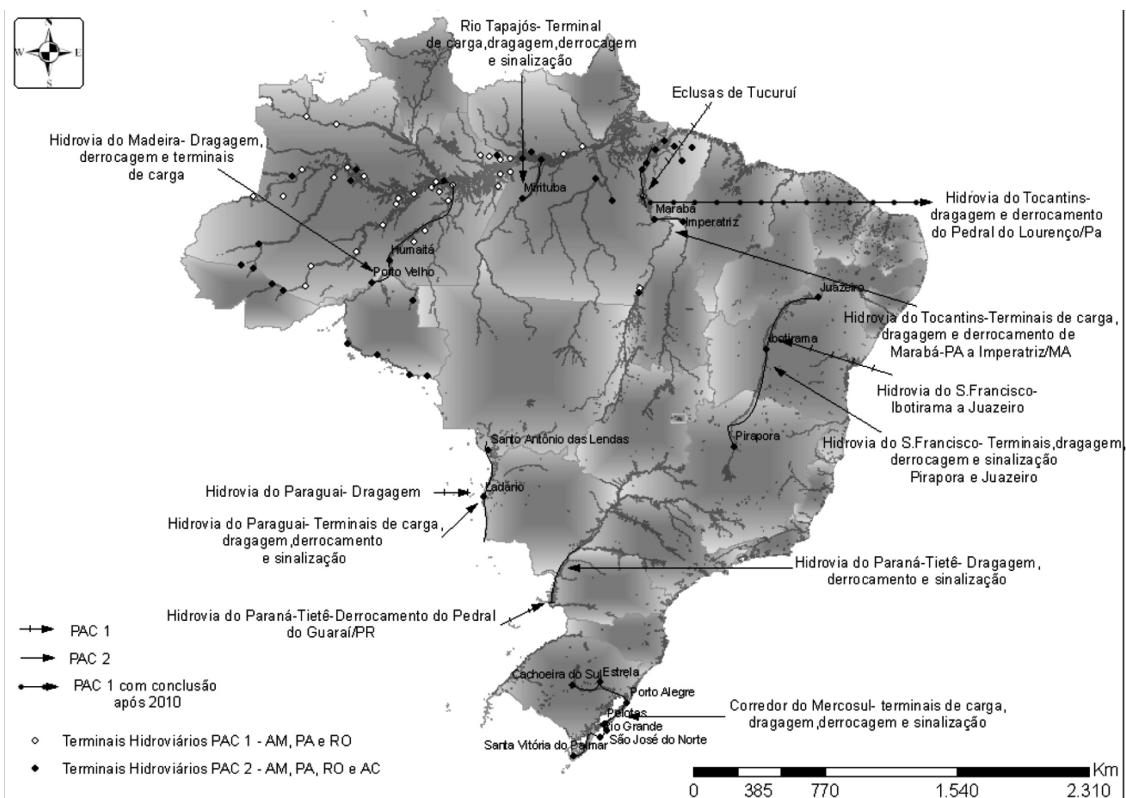 N
W E
S
Rio Tapajós- Terminal
de carga,dragagem,derrocagem
e sinalização
Eclusas de Tucuruí
Hidrovia do Madeira- Dragagem,
derrocagem e terminais
de carga
Miritituba
Marabá
Imperatriz
Hidrovia do Tocantins-
dragagem e derrocamento
do Pedral do Lourenço/Pa
Humaitá
Porto Velho
Juazeiro
Hidrovia do Tocantins-Terminais de carga,
dragagem e derrocamento de
Marabá-PA a Imperatriz/MA
Ibotirama
Hidrovia do S.Francisco-
Ibotirama a Juazeiro
Pirapora
Santo Antônio das Lendas
Hidrovia do S.Francisco- Terminais,dragagem,
derrocagem e sinalização
Pirapora e Juazeiro
Hidrovia do Paraguai- Dragagem
Ladário
Hidrovia do Paraguai- Terminais de carga,
dragagem,derrocamento
e sinalização
Hidrovia do Paraná-Tietê- Dragagem,
derrocamento e sinalização
Hidrovia do Paraná-Tietê-Derrocamento do Pedral
do Guaraí/PR
PAC 1
PAC 2
PAC 1 com conclusão
após 2010
Cachoeira do Sul
Estrela
Porto Alegre
Pelotas
Rio Grande
São José do Norte
Santa Vitória do Palmar
Corredor do Mercosul- terminais de carga,
dragagem,derrocagem e sinalização
Terminais Hidroviários PAC 1 - AM, PA e RO
Terminais Hidroviários PAC 2 - AM, PA, RO e AC
Km
0 385 770 1.540 2.310